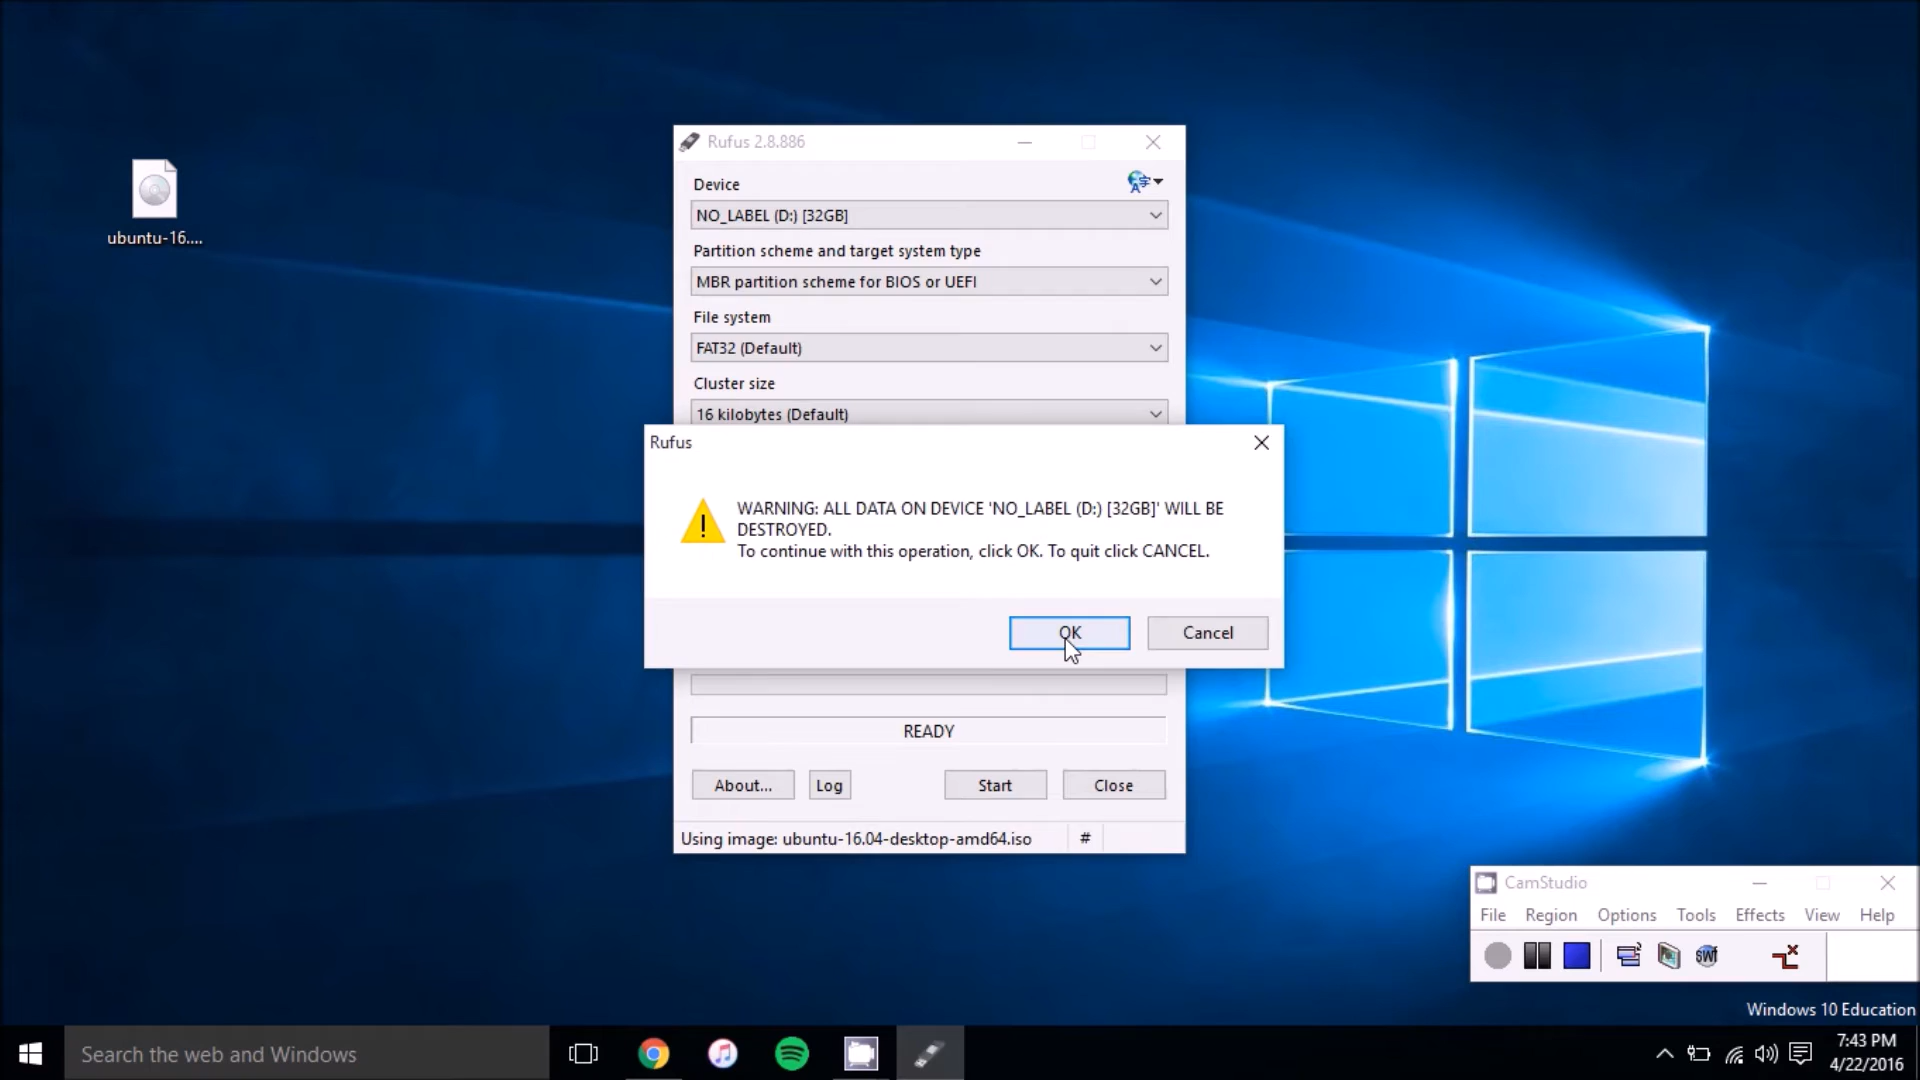 ubuntu-16....
Rufus 2.8.886
Device
NO_LABEL (D:) [32GB]
Partition scheme and target system type
MBR partition scheme for BIOS or UEFI
File system
FAT32 (Default)
Cluster size
16 kilobytes (Default)
Rufus
WARNING: ALL DATA ON DEVICE 'NO_LABEL (D:) [32GB]' WILL BE
DESTROYED.
To continue with this operation, click OK. To quit click CANCEL.
OK Cancel
READY
About... Log Start Close
Using image: ubuntu-16.04-desktop-amd64.iso #
CamStudio
File Region Options Tools Effects View Help
swf
Windows 10 Education
Search the web and Windows
7:43 PM
4/22/2016